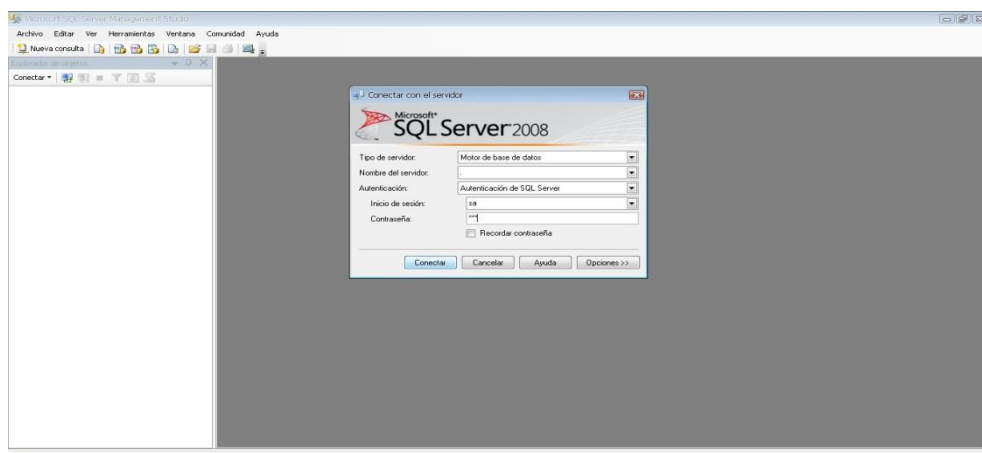 Microsoft SQL Server Management Studio
Archivo Editar Ver Herramientas Ventana Comunidad Ayuda
Nueva consulta
Explorador de objetos
Conectar
Conectar con el servidor
Microsoft®
SQL Server 2008
Tipo de servidor: Motor de base de datos
Nombre del servidor: .
Autenticación: Autenticación de SQL Server
Inicio de sesión: sa
Contraseña: ***
Recordar contraseña
Conectar Cancelar Ayuda Opciones >>